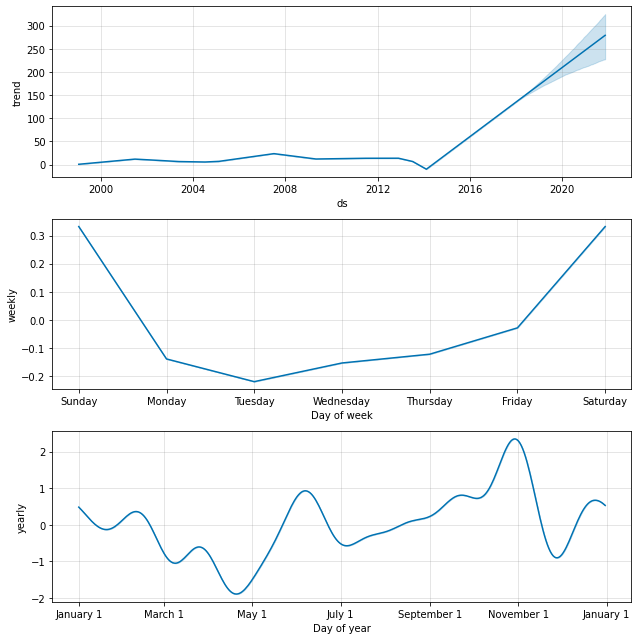 trend
300
250
200
150
100
50
0
2000 2004 2008 2012 2016 2020
ds
weekly
0.3
0.2
0.1
0.0
−0.1
−0.2
Sunday Monday Tuesday Wednesday Thursday Friday Saturday
Day of week
yearly
2
1
0
−1
−2
January 1 March 1 May 1 July 1 September 1 November 1 January 1
Day of year